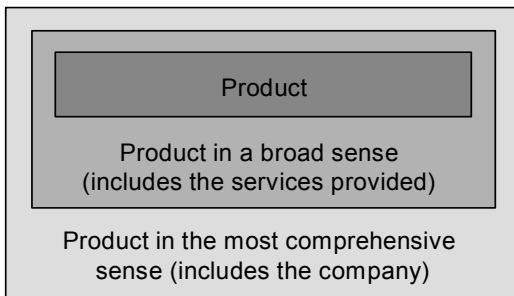 Product
Product in a broad sense
(includes the services provided)
Product in the most comprehensive
sense (includes the company)